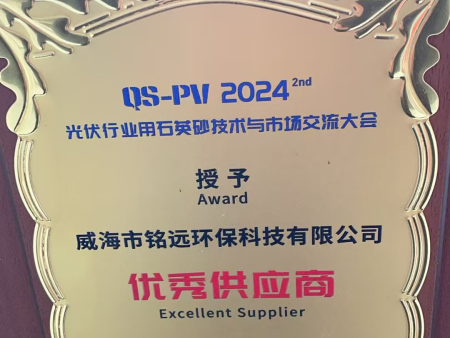 QS-PV 2024 2nd
光伏行业用石英砂技术与市场交流大会
授予
Award
威海市铭远环保科技有限公司
优秀供应商
Excellent Supplier